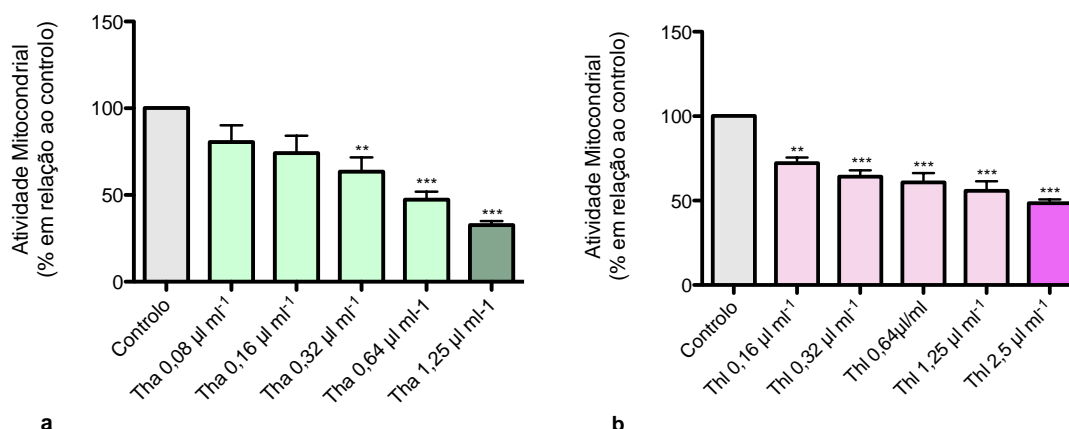 Atividade Mitocondrial
(% em relação ao controlo)
150
100
50
0
**
***
***
Controlo
Tha 0,08 µl ml⁻¹
Tha 0,16 µl ml⁻¹
Tha 0,32 µl ml⁻¹
Tha 0,64 µl ml-1
Tha 1,25 µl ml-1
a
Atividade Mitocondrial
(% em relação ao controlo)
150
100
50
0
**
***
***
***
***
Controlo
Thl 0,16 µl ml⁻¹
Thl 0,32 µl ml⁻¹
Thl 0,64µl/ml
Thl 1,25 µl ml⁻¹
Thl 2,5 µl ml⁻¹
b